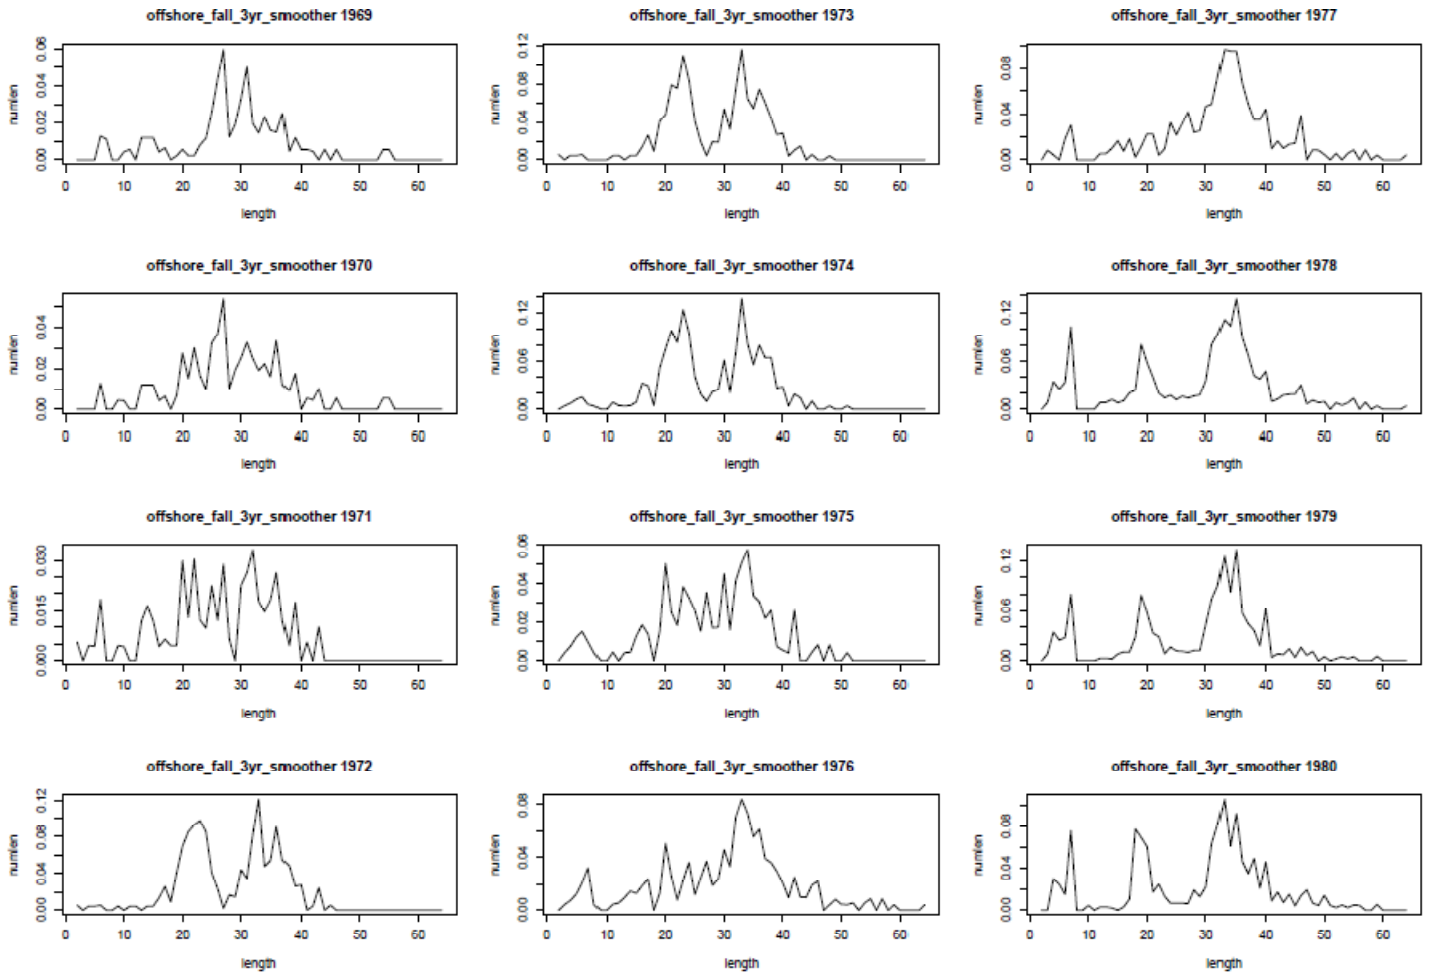 offshore_fall_3yr_smoother 1969
numlen
0.00 0.02 0.04 0.06
0 10 20 30 40 50 60
length
offshore_fall_3yr_smoother 1973
numlen
0.00 0.04 0.08 0.12
0 10 20 30 40 50 60
length
offshore_fall_3yr_smoother 1977
numlen
0.00 0.04 0.08
0 10 20 30 40 50 60
length
offshore_fall_3yr_smoother 1970
numlen
0.00 0.02 0.04
0 10 20 30 40 50 60
length
offshore_fall_3yr_smoother 1974
numlen
0.00 0.06 0.12
0 10 20 30 40 50 60
length
offshore_fall_3yr_smoother 1978
numlen
0.00 0.06 0.12
0 10 20 30 40 50 60
length
offshore_fall_3yr_smoother 1971
numlen
0.000 0.015 0.030
0 10 20 30 40 50 60
length
offshore_fall_3yr_smoother 1975
numlen
0.00 0.02 0.04 0.06
0 10 20 30 40 50 60
length
offshore_fall_3yr_smoother 1979
numlen
0.00 0.06 0.12
0 10 20 30 40 50 60
length
offshore_fall_3yr_smoother 1972
numlen
0.00 0.04 0.08 0.12
0 10 20 30 40 50 60
length
offshore_fall_3yr_smoother 1976
numlen
0.00 0.04 0.08
0 10 20 30 40 50 60
length
offshore_fall_3yr_smoother 1980
numlen
0.00 0.04 0.08
0 10 20 30 40 50 60
length